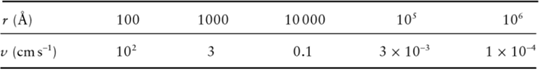 r (Å) 100 1000 10 000 10⁵ 10⁶
ν (cm s⁻¹) 10² 3 0.1 3 × 10⁻³ 1 × 10⁻⁴